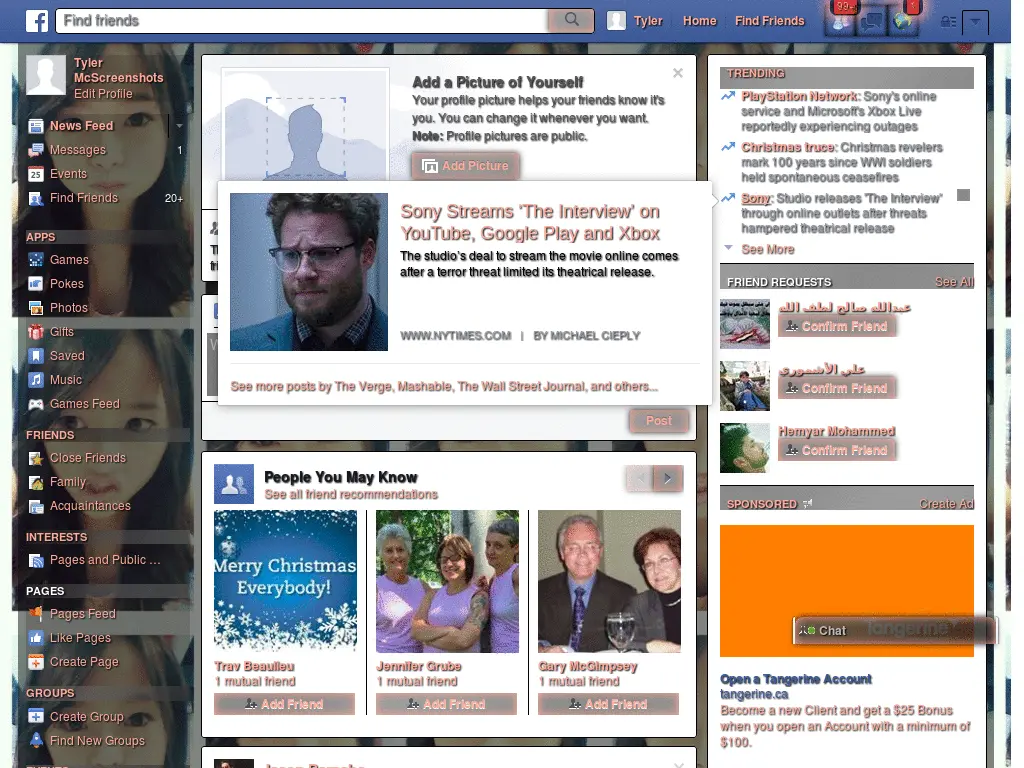 f
Find friends
Tyler
Home
Find Friends
99+
1
Tyler
McScreenshots
Edit Profile
News Feed
Messages 1
25 Events
Find Friends 20+
APPS
Games
Pokes
Photos
Gifts
Saved
Music
Games Feed
FRIENDS
Close Friends
Family
Acquaintances
INTERESTS
Pages and Public ...
PAGES
Pages Feed
Like Pages
Create Page
GROUPS
Create Group
Find New Groups
Add a Picture of Yourself
Your profile picture helps your friends know it's
you. You can change it whenever you want.
Note: Profile pictures are public.
Add Picture
Sony Streams 'The Interview' on
YouTube, Google Play and Xbox
The studio's deal to stream the movie online comes
after a terror threat limited its theatrical release.
WWW.NYTIMES.COM | BY MICHAEL CIEPLY
See more posts by The Verge, Mashable, The Wall Street Journal, and others...
Post
People You May Know
See all friend recommendations
Merry Christmas
Everybody!
Trav Beaulieu
1 mutual friend
Add Friend
Jennifer Grube
1 mutual friend
Add Friend
Gary McGimpsey
1 mutual friend
Add Friend
TRENDING
PlayStation Network: Sony's online
service and Microsoft's Xbox Live
reportedly experiencing outages
Christmas truce: Christmas revelers
mark 100 years since WWI soldiers
held spontaneous ceasefires
Sony: Studio releases 'The Interview'
through online outlets after threats
hampered theatrical release
See More
FRIEND REQUESTS See All
عبدالله صالح لطف الله
Confirm Friend
علي الأشموري
Confirm Friend
Hemyar Mohammed
Confirm Friend
SPONSORED Create Ad
Chat
Tangerine
Open a Tangerine Account
tangerine.ca
Become a new Client and get a $25 Bonus
when you open an Account with a minimum of
$100.